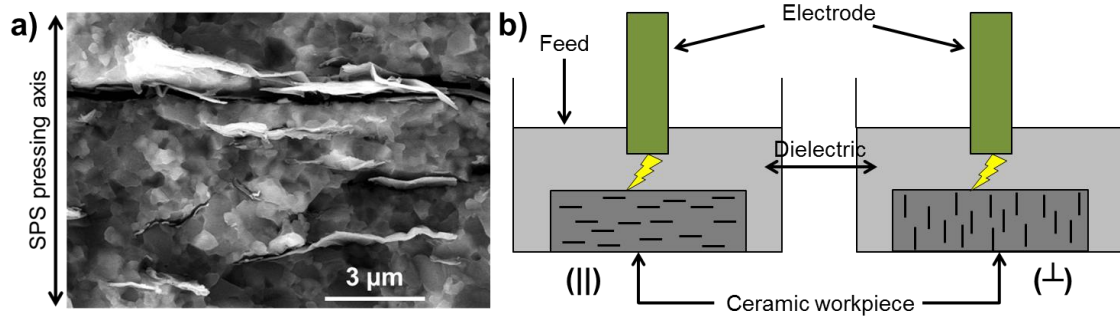 a)
SPS pressing axis
3 µm
b)
Electrode
Feed
Dielectric
(||)
(⊥)
Ceramic workpiece